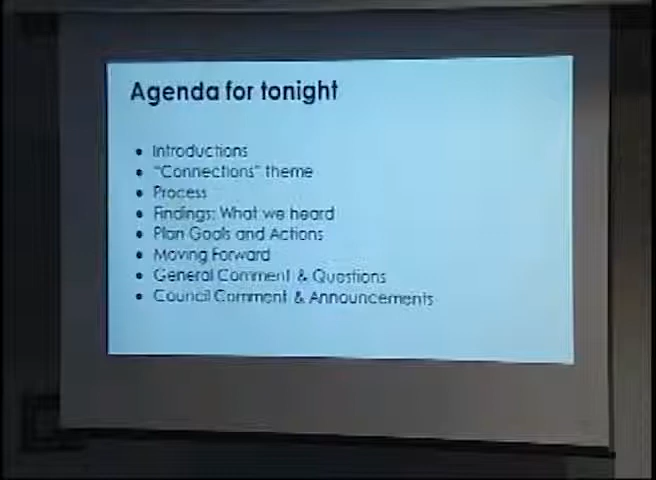 Agenda for tonight
• Introductions
• "Connections" theme
• Process
• Findings: What we heard
• Plan Goals and Actions
• Moving Forward
• General Comment & Questions
• Council Comment & Announcements